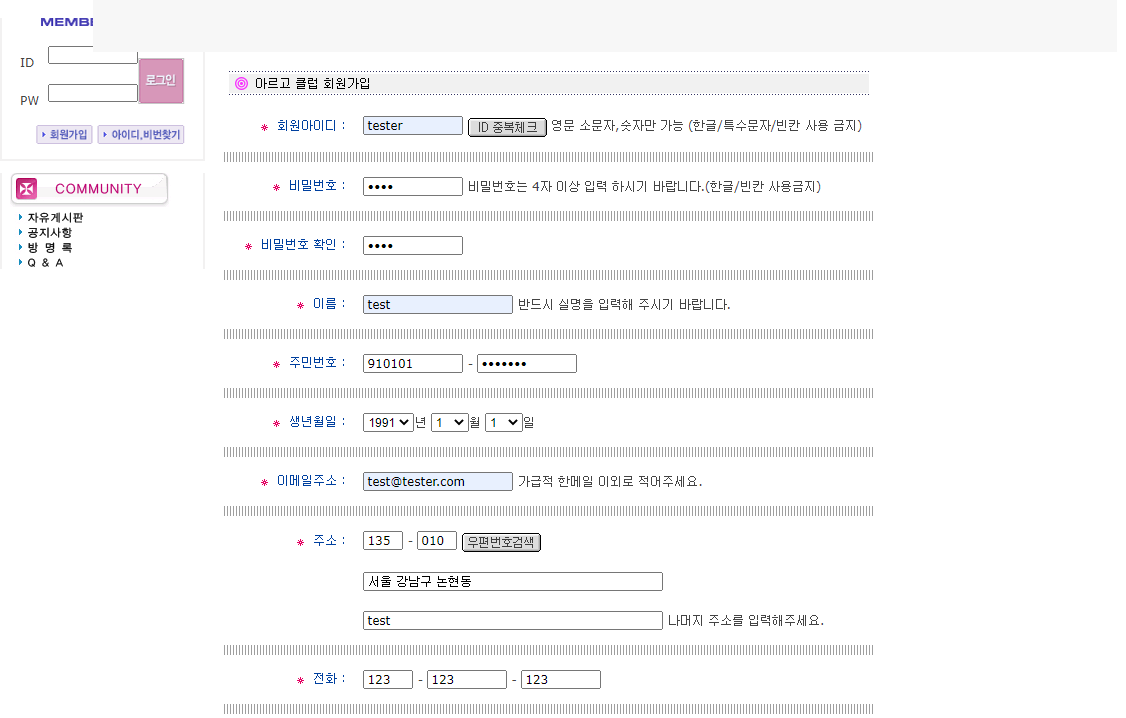 MEMBE
ID
로그인
PW
회원가입 아이디,비번찾기
COMMUNITY
자유게시판
공지사항
방 명 록
Q & A
아르고 클럽 회원가입
* 회원아이디 : tester ID 중복체크 영문 소문자,숫자만 가능 (한글/특수문자/빈칸 사용 금지)
* 비밀번호 : •••• 비밀번호는 4자 이상 입력 하시기 바랍니다.(한글/빈칸 사용금지)
* 비밀번호 확인 : ••••
* 이름 : test 반드시 실명을 입력해 주시기 바랍니다.
* 주민번호 : 910101 - •••••••
* 생년월일 : 1991 년 1 월 1 일
* 이메일주소 : test@tester.com 가급적 한메일 이외로 적어주세요.
* 주소 : 135 - 010 우편번호검색
서울 강남구 논현동
test 나머지 주소를 입력해주세요.
* 전화 : 123 - 123 - 123